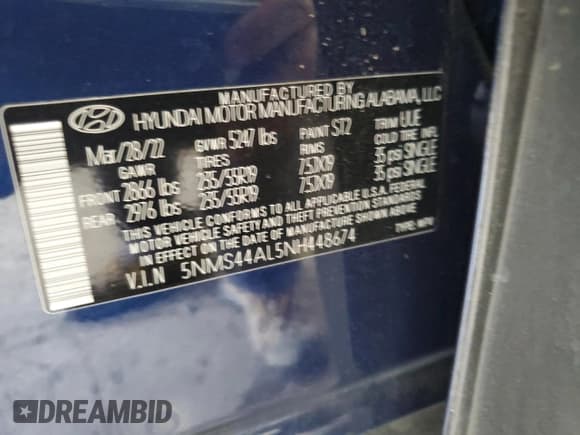 MANUFACTURED BY
HYUNDAI MOTOR MANUFACTURING ALABAMA, LLC
Mar/28/22 GVWR 5247 lbs PAINT ST2 TRIM UUE
GAWR TIRES RIMS COLD TIRE INFL
FRONT 2866 lbs 235/55R19 7.5JX19 35 psi SINGLE
REAR 2976 lbs 235/55R19 7.5JX19 35 psi SINGLE
THIS VEHICLE CONFORMS TO ALL APPLICABLE U.S.A. FEDERAL
MOTOR VEHICLE SAFETY AND THEFT PREVENTION STANDARDS
IN EFFECT ON THE DATE OF MANUFACTURE SHOWN ABOVE.
V.I.N 5NMS44AL5NH448674 TYPE: MPV
DREAMBID